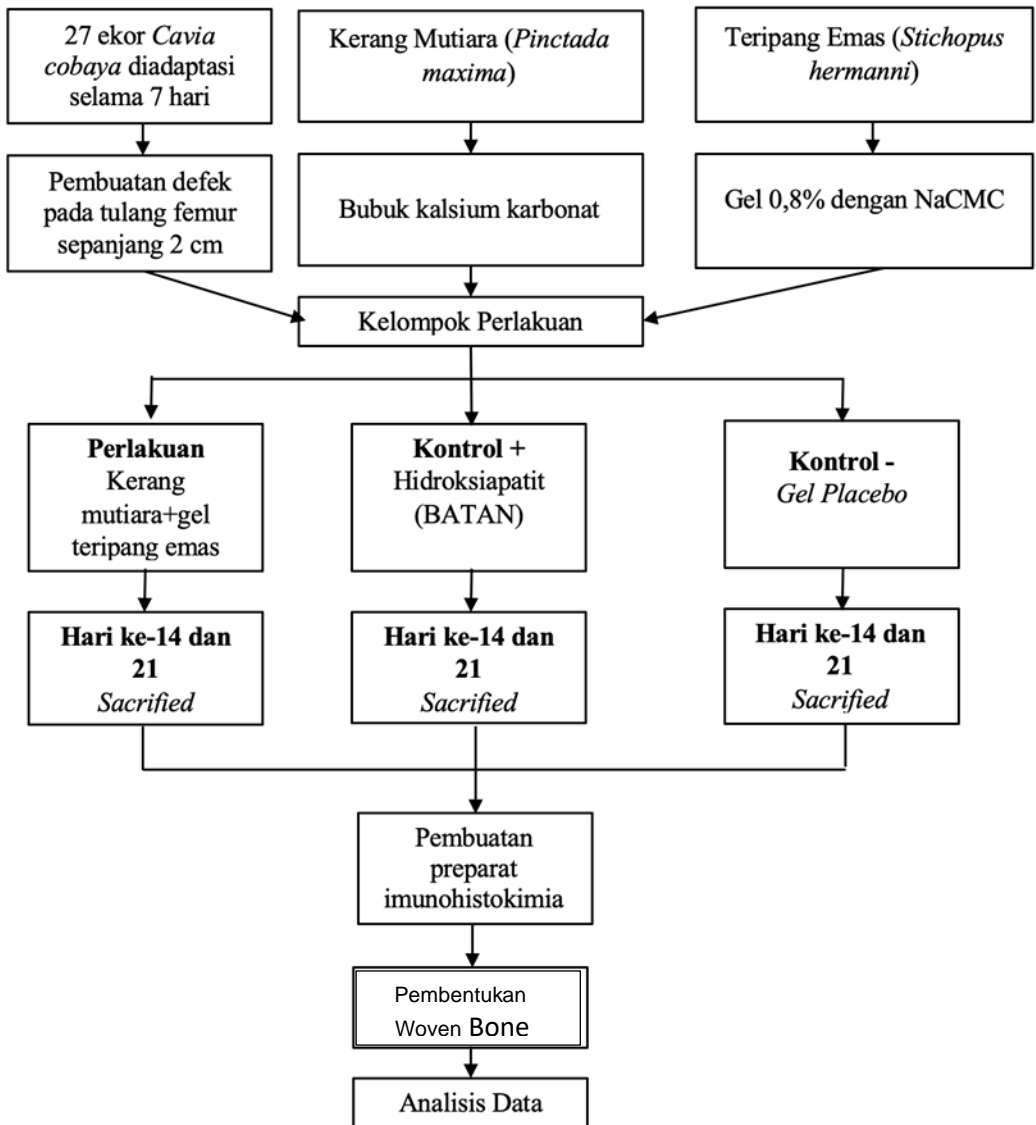 27 ekor Cavia
cobaya diadaptasi
selama 7 hari
Kerang Mutiara (Pinctada
maxima)
Teripang Emas (Stichopus
hermanni)
Pembuatan defek
pada tulang femur
sepanjang 2 cm
Bubuk kalsium karbonat
Gel 0,8% dengan NaCMC
Kelompok Perlakuan
Perlakuan
Kerang
mutiara+gel
teripang emas
Kontrol +
Hidroksiapatit
(BATAN)
Kontrol -
Gel Placebo
Hari ke-14 dan
21
Sacrified
Hari ke-14 dan
21
Sacrified
Hari ke-14 dan
21
Sacrified
Pembuatan
preparat
imunohistokimia
Pembentukan
Woven Bone
Analisis Data